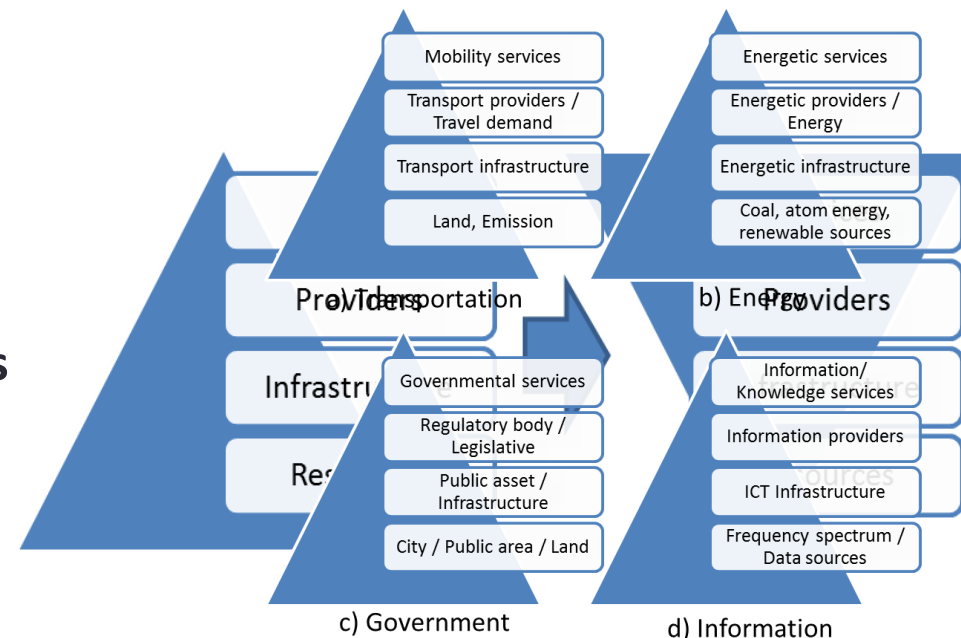 Mobility services
Transport providers /
Travel demand
Transport infrastructure
Land, Emission
a) Transportation
Energetic services
Energetic providers /
Energy
Energetic infrastructure
Coal, atom energy,
renewable sources
b) Energy
Providers
Providers
s
Governmental services
Regulatory body /
Legislative
Public asset /
Infrastructure
City / Public area / Land
c) Government
Information/
Knowledge services
Information providers
ICT Infrastructure
Frequency spectrum /
Data sources
d) Information